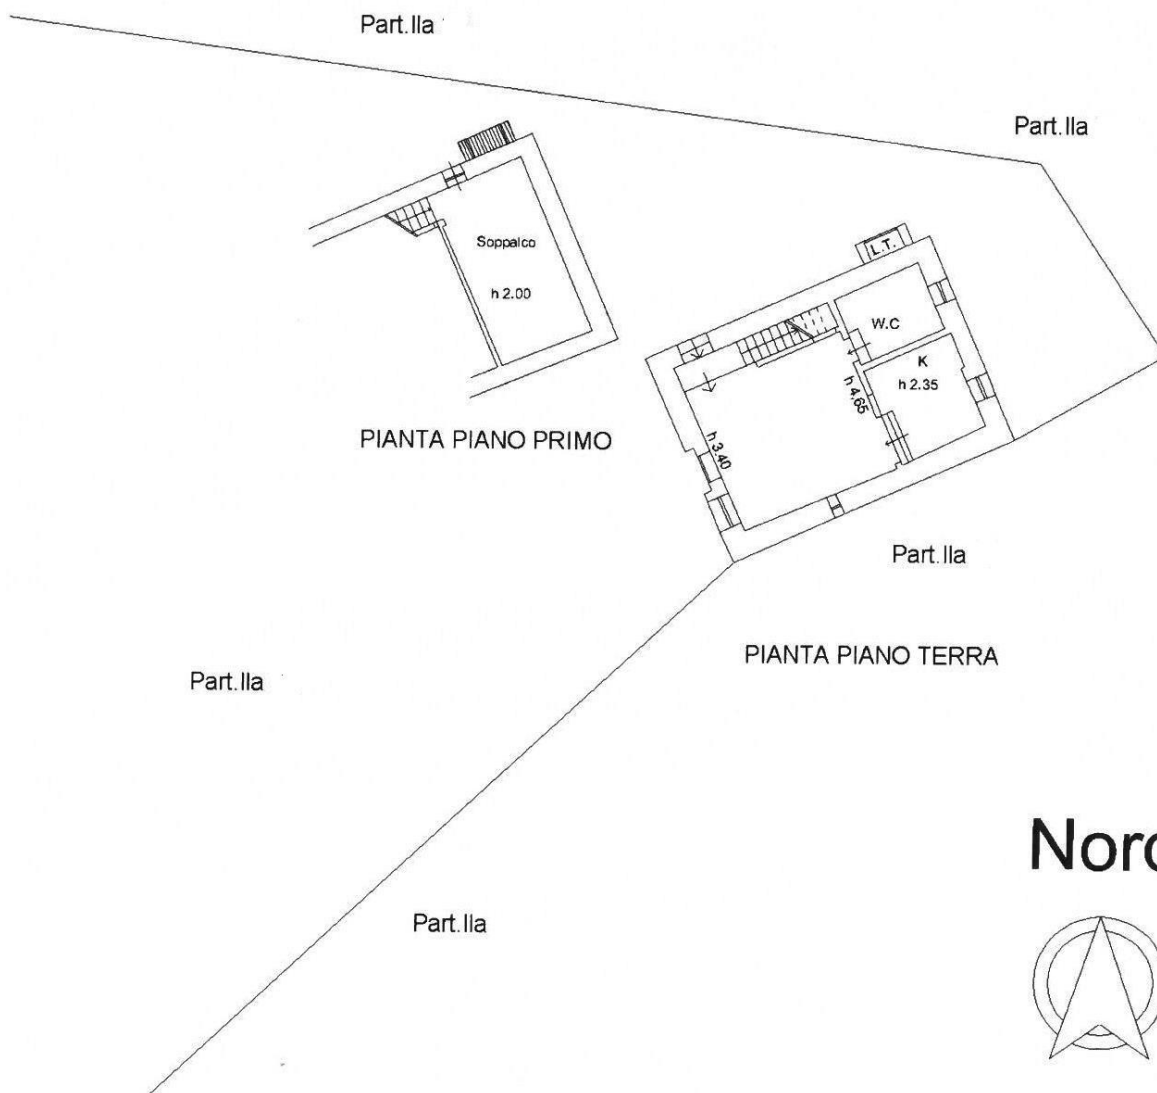 Part.lla
Part.lla
Soppalco
h 2.00
L.T.
W.C
K
h 2.35
h 4.65
h 3.40
PIANTA PIANO PRIMO
Part.lla
PIANTA PIANO TERRA
Part.lla
Nord
Part.lla